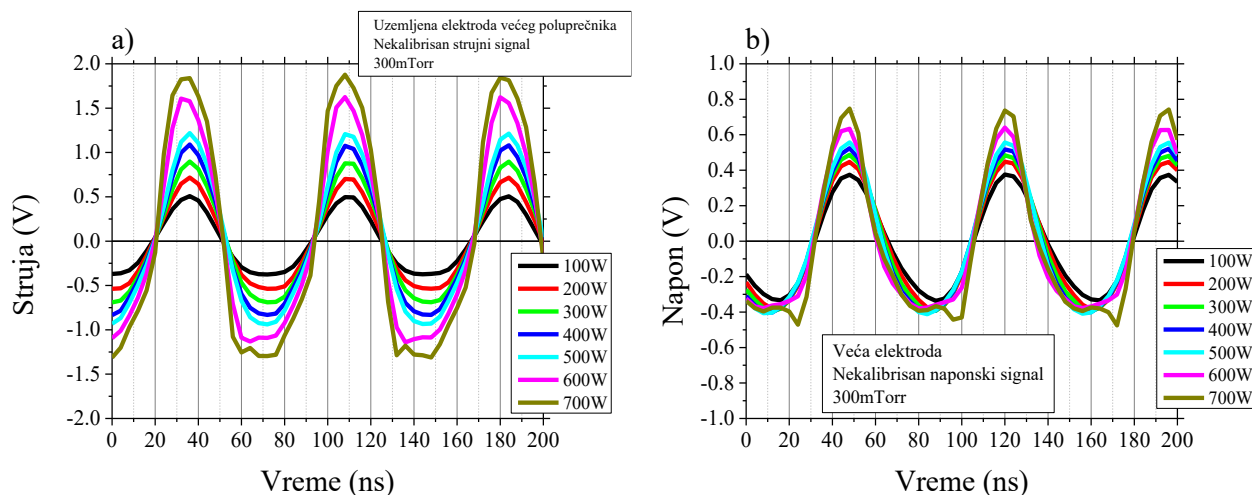 a)
Uzemljena elektroda većeg poluprečnika
Nekalibrisan strujni signal
300mTorr
Struja (V)
2.0
1.5
1.0
0.5
0.0
-0.5
-1.0
-1.5
-2.0
100W
200W
300W
400W
500W
600W
700W
0 20 40 60 80 100 120 140 160 180 200
Vreme (ns)
b)
Napon (V)
1.0
0.8
0.6
0.4
0.2
0.0
-0.2
-0.4
-0.6
-0.8
-1.0
Veća elektroda
Nekalibrisan naponski signal
300mTorr
100W
200W
300W
400W
500W
600W
700W
0 20 40 60 80 100 120 140 160 180 200
Vreme (ns)